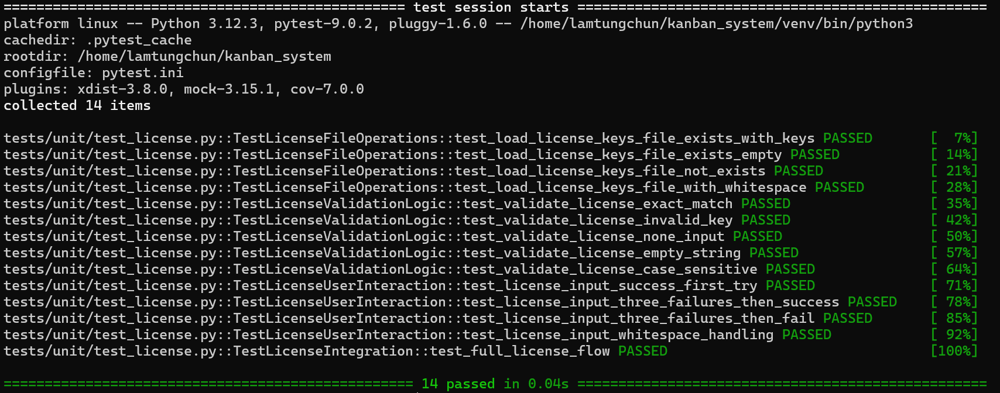 ================================================= test session starts ==================================================
platform linux -- Python 3.12.3, pytest-9.0.2, pluggy-1.6.0 -- /home/lamtungchun/kanban_system/venv/bin/python3
cachedir: .pytest_cache
rootdir: /home/lamtungchun/kanban_system
configfile: pytest.ini
plugins: xdist-3.8.0, mock-3.15.1, cov-7.0.0
collected 14 items

tests/unit/test_license.py::TestLicenseFileOperations::test_load_license_keys_file_exists_with_keys PASSED       [  7%]
tests/unit/test_license.py::TestLicenseFileOperations::test_load_license_keys_file_exists_empty PASSED           [ 14%]
tests/unit/test_license.py::TestLicenseFileOperations::test_load_license_keys_file_not_exists PASSED             [ 21%]
tests/unit/test_license.py::TestLicenseFileOperations::test_load_license_keys_file_with_whitespace PASSED        [ 28%]
tests/unit/test_license.py::TestLicenseValidationLogic::test_validate_license_exact_match PASSED                 [ 35%]
tests/unit/test_license.py::TestLicenseValidationLogic::test_validate_license_invalid_key PASSED                 [ 42%]
tests/unit/test_license.py::TestLicenseValidationLogic::test_validate_license_none_input PASSED                  [ 50%]
tests/unit/test_license.py::TestLicenseValidationLogic::test_validate_license_empty_string PASSED                [ 57%]
tests/unit/test_license.py::TestLicenseValidationLogic::test_validate_license_case_sensitive PASSED              [ 64%]
tests/unit/test_license.py::TestLicenseUserInteraction::test_license_input_success_first_try PASSED              [ 71%]
tests/unit/test_license.py::TestLicenseUserInteraction::test_license_input_three_failures_then_success PASSED    [ 78%]
tests/unit/test_license.py::TestLicenseUserInteraction::test_license_input_three_failures_then_fail PASSED       [ 85%]
tests/unit/test_license.py::TestLicenseUserInteraction::test_license_input_whitespace_handling PASSED            [ 92%]
tests/unit/test_license.py::TestLicenseIntegration::test_full_license_flow PASSED                                [100%]

================================================== 14 passed in 0.04s ==================================================